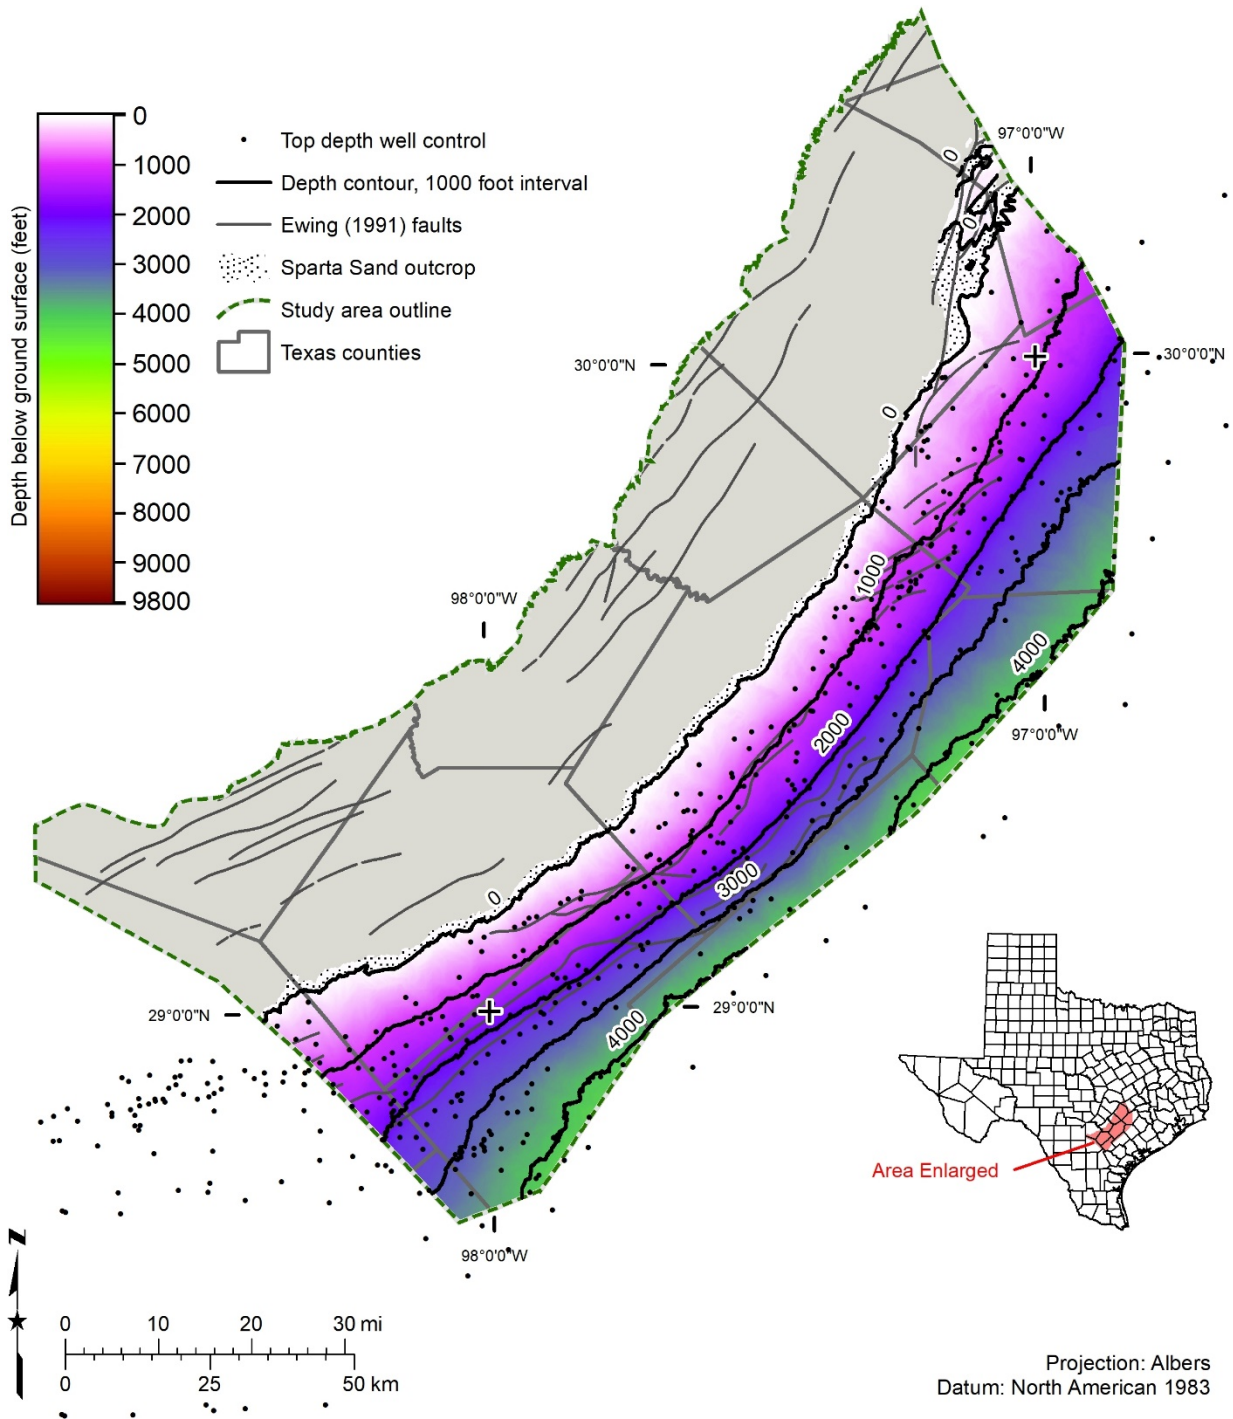 0
1000
2000
3000
4000
5000
6000
7000
8000
9000
9800
Depth below ground surface (feet)
Top depth well control
Depth contour, 1000 foot interval
Ewing (1991) faults
Sparta Sand outcrop
Study area outline
Texas counties
97°0'0"W
0
0
30°0'0"N
30°0'0"N
0
1000
98°0'0"W
4000
97°0'0"W
2000
3000
0
29°0'0"N
29°0'0"N
4000
98°0'0"W
Area Enlarged
N
0 10 20 30 mi
0 25 50 km
Projection: Albers
Datum: North American 1983